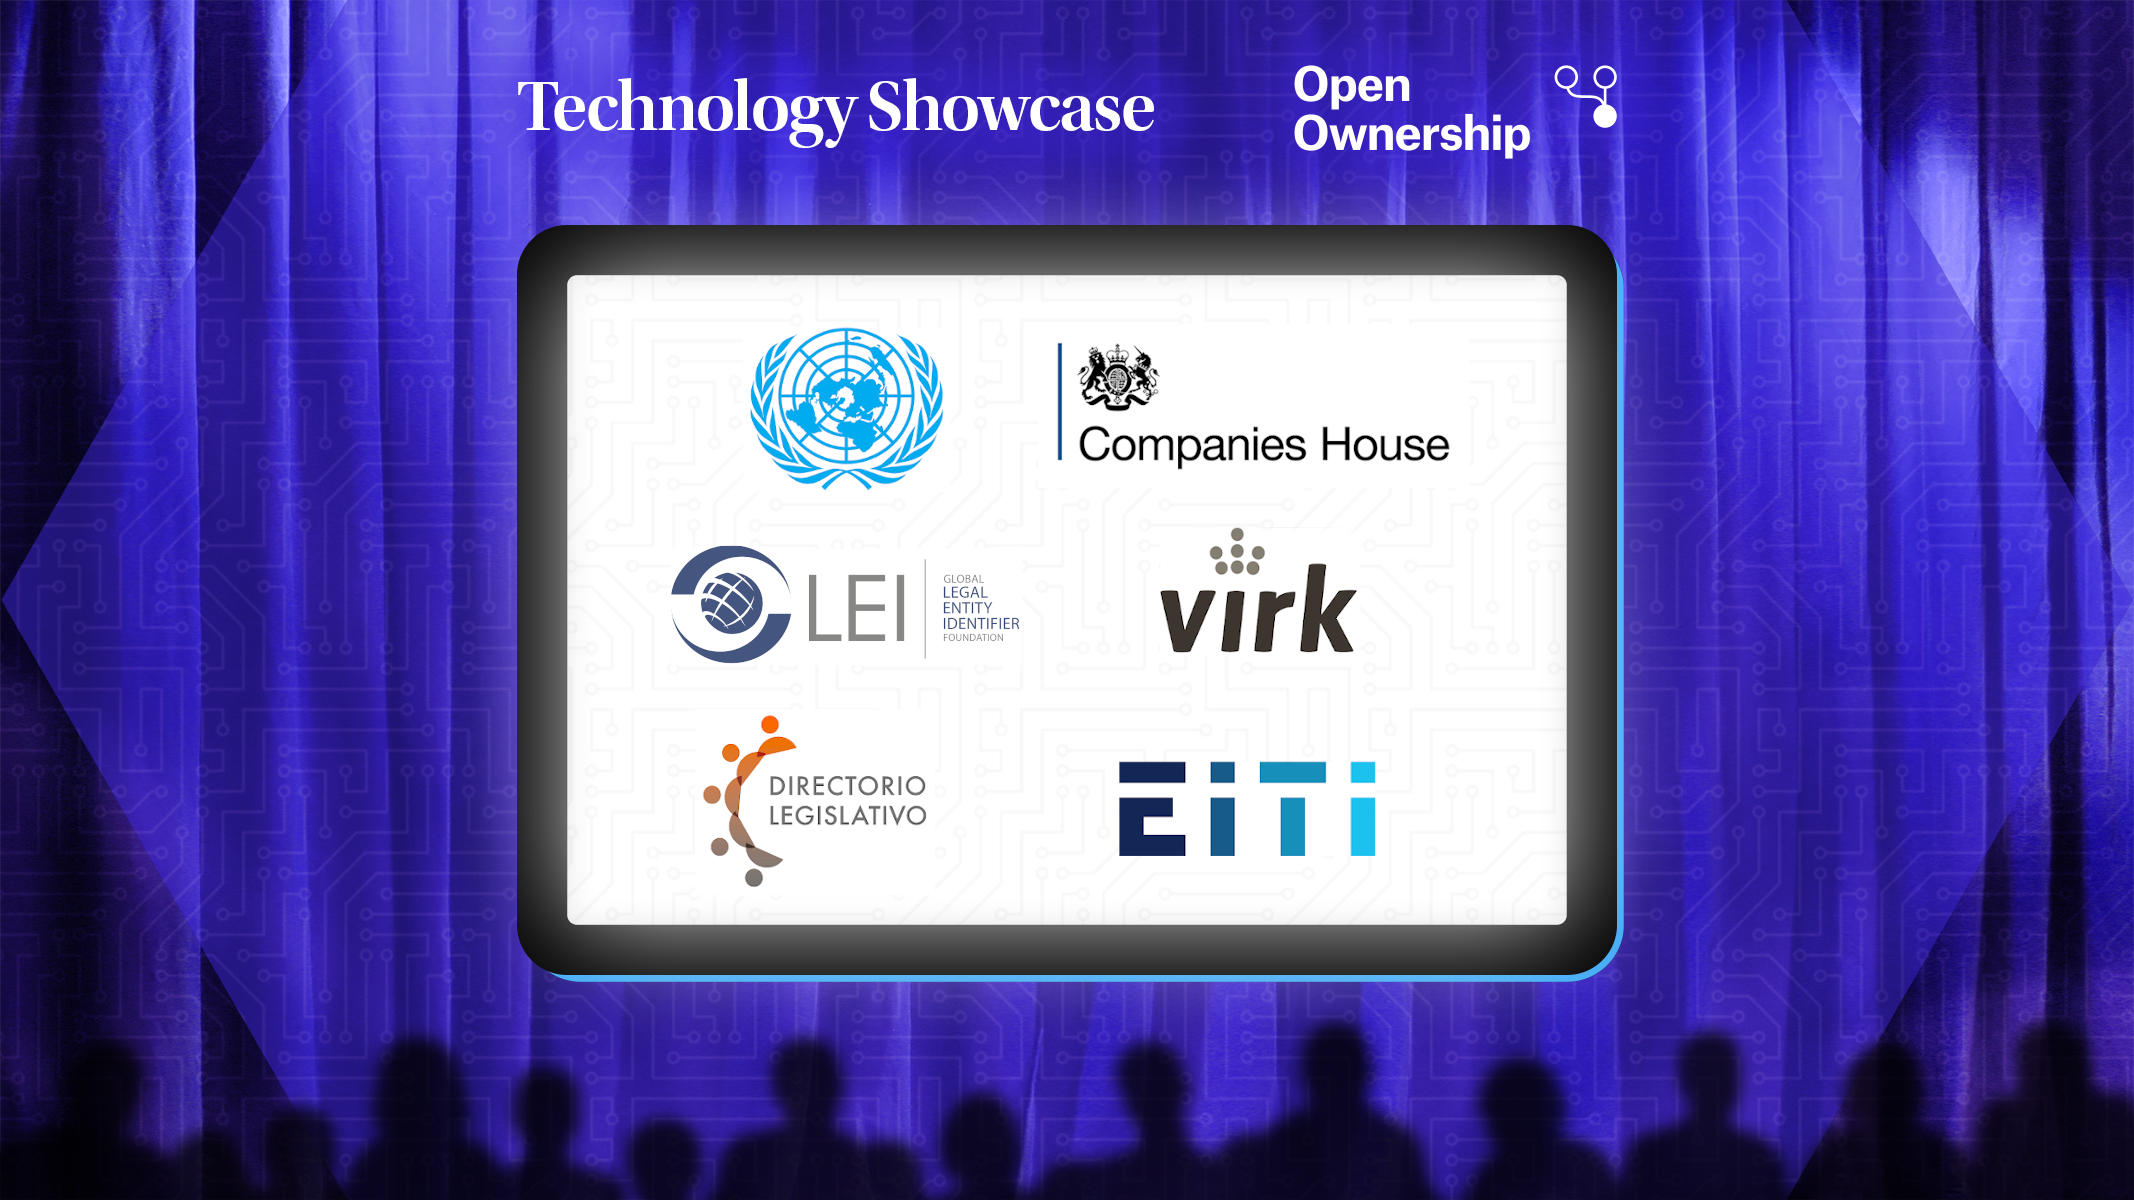 Technology Showcase
Open
Ownership
Companies House
LEI
GLOBAL
LEGAL
ENTITY
IDENTIFIER
FOUNDATION
virk
DIRECTORIO
LEGISLATIVO
EiTi